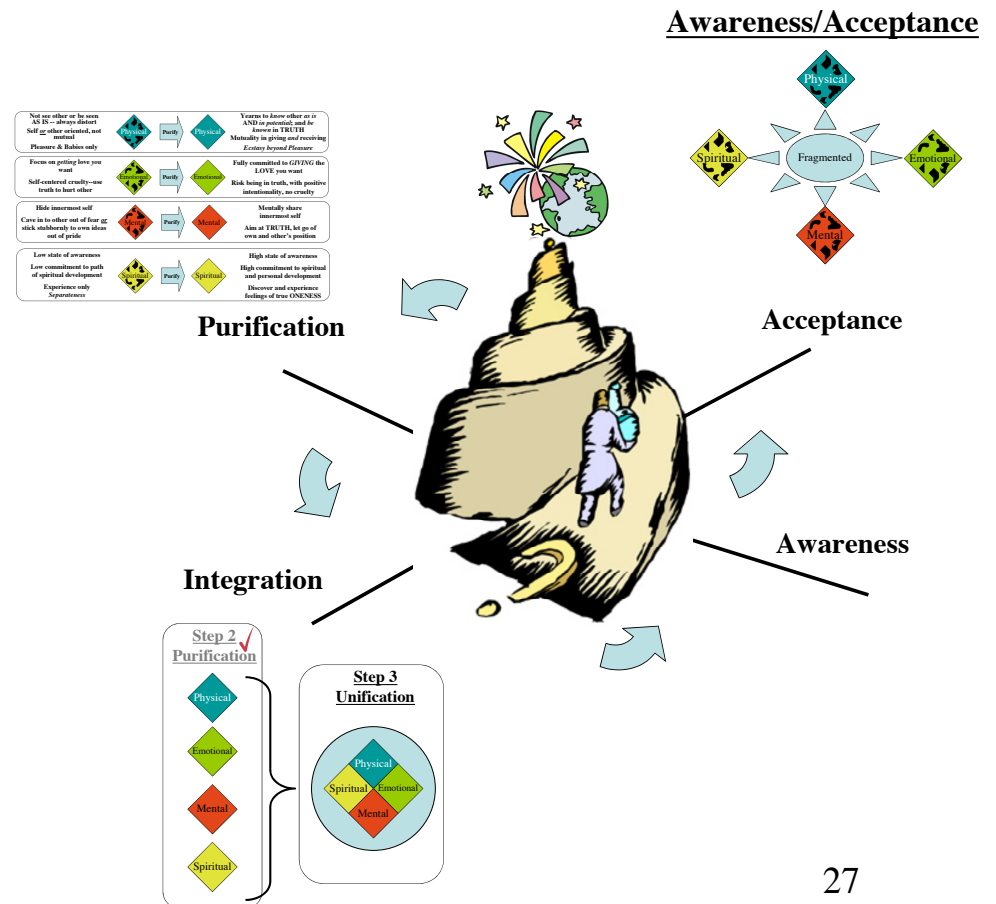 Awareness/Acceptance
Physical
Spiritual
Fragmented
Emotional
Mental
Not see other or be seen
AS IS -- always distort
Self or other oriented, not
mutual
Pleasure & Babies only
Physical
Purify
Physical
Yearns to know other as is
AND in potential; and be
known in TRUTH
Mutuality in giving and receiving
Ecstasy beyond Pleasure
Focus on getting love you
want
Self-centered cruelty--use
truth to hurt other
Emotional
Purify
Emotional
Fully committed to GIVING the
LOVE you want
Risk being in truth, with positive
intentionality, no cruelty
Hide innermost self
Cave in to other out of fear or
stick stubbornly to own ideas
out of pride
Mental
Purify
Mental
Mentally share
innermost self
Aim at TRUTH, let go of
own and other's position
Low state of awareness
Low commitment to path
of spiritual development
Experience only
Separateness
Spiritual
Purify
Spiritual
High state of awareness
High commitment to spiritual
and personal development
Discover and experience
feelings of true ONENESS
Purification
Acceptance
Integration
Awareness
Step 2
Purification
Physical
Emotional
Mental
Spiritual
Step 3
Unification
Physical
Spiritual
Emotional
Mental
27